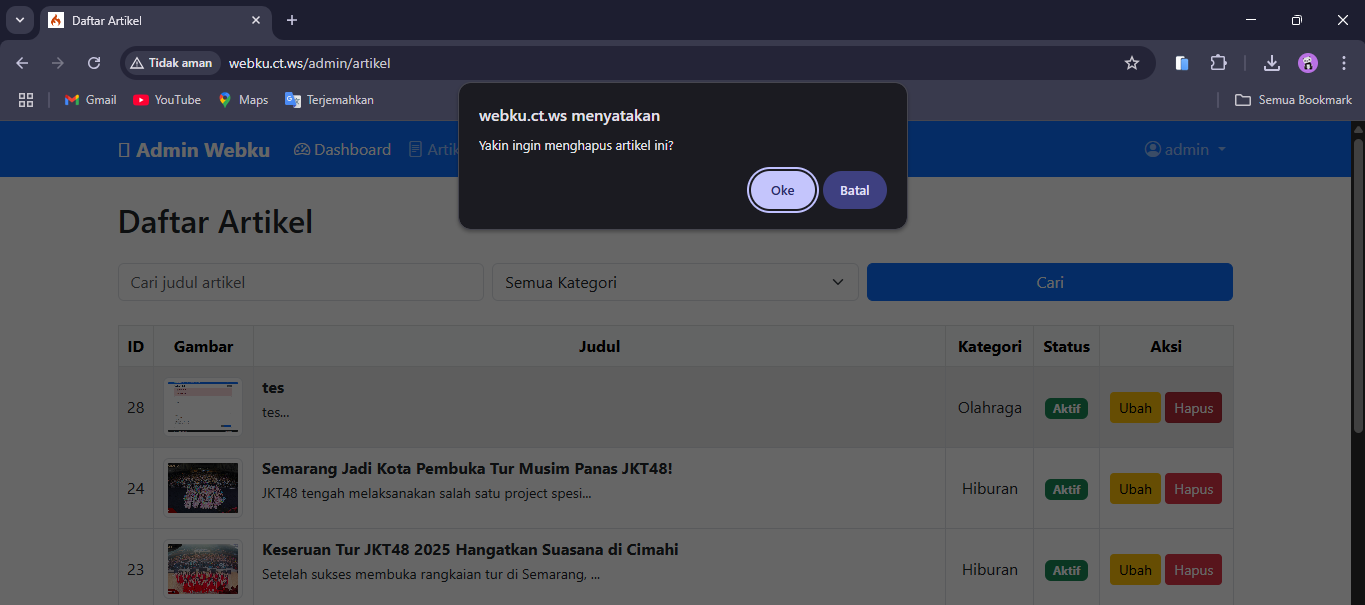 Daftar Artikel
Tidak aman
webku.ct.ws/admin/artikel
Gmail
YouTube
Maps
Terjemahkan
Semua Bookmark
webku.ct.ws menyatakan
Yakin ingin menghapus artikel ini?
Oke
Batal
Admin Webku
Dashboard
Artik
admin
Daftar Artikel
Cari judul artikel
Semua Kategori
Cari
ID Gambar Judul Kategori Status Aksi
28 tes Olahraga Aktif Ubah Hapus
tes...
24 Semarang Jadi Kota Pembuka Tur Musim Panas JKT48! Hiburan Aktif Ubah Hapus
JKT48 tengah melaksanakan salah satu project spesi...
23 Keseruan Tur JKT48 2025 Hangatkan Suasana di Cimahi Hiburan Aktif Ubah Hapus
Setelah sukses membuka rangkaian tur di Semarang, ...